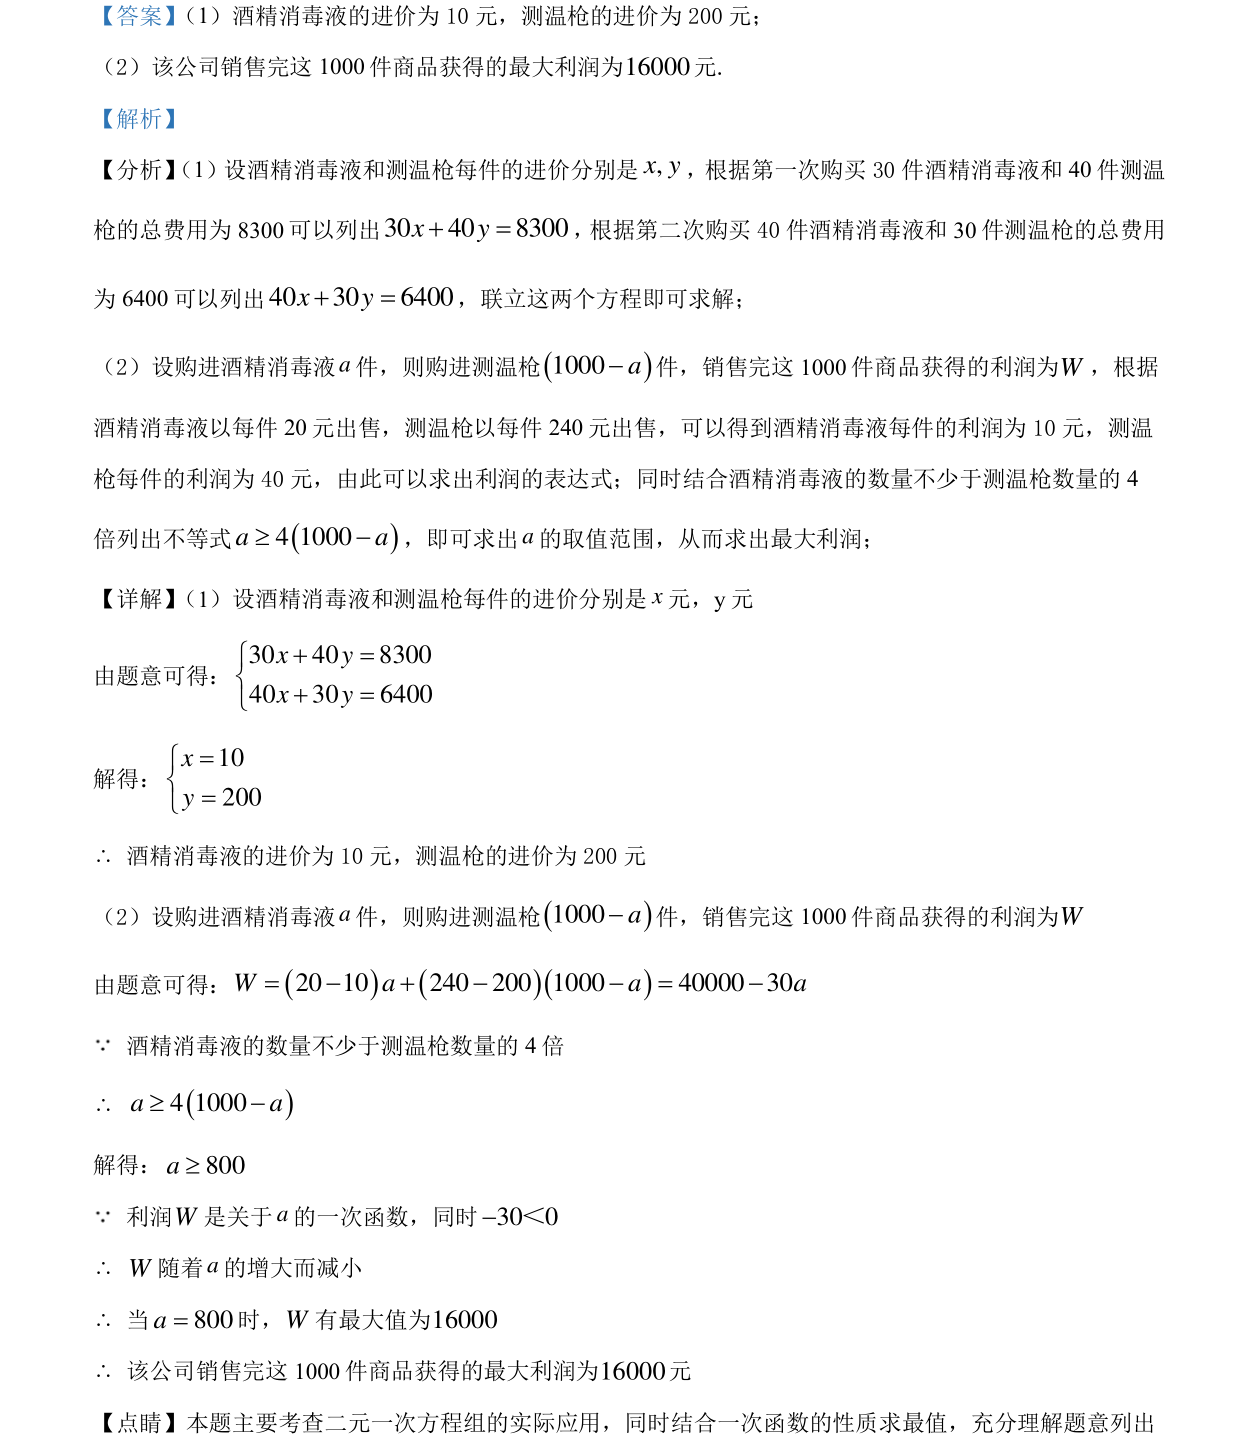 【答案】（1）酒精消毒液的进价为 10 元，测温枪的进价为 200 元；
（2）该公司销售完这 1000 件商品获得的最大利润为16000元.
【解析】
【分析】（1）设酒精消毒液和测温枪每件的进价分别是 x, y ，根据第一次购买 30 件酒精消毒液和 40 件测温
枪的总费用为 8300 可以列出 30x + 40y = 8300，根据第二次购买 40 件酒精消毒液和 30 件测温枪的总费用
为 6400 可以列出 40x + 30y = 6400，联立这两个方程即可求解；
（2）设购进酒精消毒液 a 件，则购进测温枪 (1000 − a) 件，销售完这 1000 件商品获得的利润为W ，根据
酒精消毒液以每件 20 元出售，测温枪以每件 240 元出售，可以得到酒精消毒液每件的利润为 10 元，测温
枪每件的利润为 40 元，由此可以求出利润的表达式；同时结合酒精消毒液的数量不少于测温枪数量的 4
倍列出不等式 a ≥ 4(1000 − a)，即可求出 a 的取值范围，从而求出最大利润；
【详解】（1）设酒精消毒液和测温枪每件的进价分别是 x 元，y 元
由题意可得：{30x + 40y = 8300
40x + 30y = 6400
解得：{x = 10
y = 200
∴ 酒精消毒液的进价为 10 元，测温枪的进价为 200 元
（2）设购进酒精消毒液 a 件，则购进测温枪 (1000 − a) 件，销售完这 1000 件商品获得的利润为W
由题意可得：W = (20 − 10)a + (240 − 200)(1000 − a) = 40000 − 30a
∵ 酒精消毒液的数量不少于测温枪数量的 4 倍
∴ a ≥ 4(1000 − a)
解得：a ≥ 800
∵ 利润W 是关于 a 的一次函数，同时 −30＜0
∴ W 随着 a 的增大而减小
∴ 当 a = 800 时，W 有最大值为16000
∴ 该公司销售完这 1000 件商品获得的最大利润为16000元
【点睛】本题主要考查二元一次方程组的实际应用，同时结合一次函数的性质求最值，充分理解题意列出